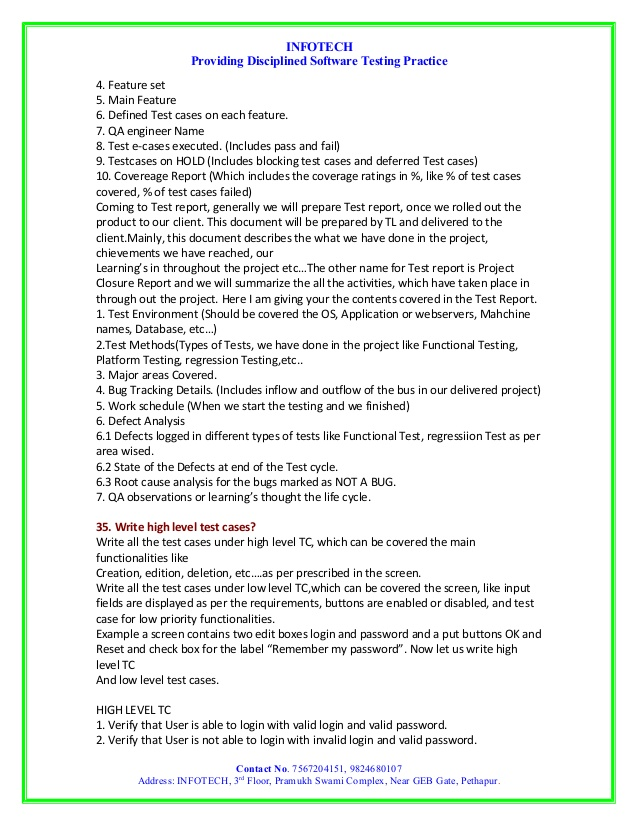 INFOTECH
Providing Disciplined Software Testing Practice
4. Feature set
5. Main Feature
6. Defined Test cases on each feature.
7. QA engineer Name
8. Test e-cases executed. (Includes pass and fail)
9. Testcases on HOLD (Includes blocking test cases and deferred Test cases)
10. Covereage Report (Which includes the coverage ratings in %, like % of test cases
covered, % of test cases failed)
Coming to Test report, generally we will prepare Test report, once we rolled out the
product to our client. This document will be prepared by TL and delivered to the
client.Mainly, this document describes the what we have done in the project,
chievements we have reached, our
Learning’s in throughout the project etc…The other name for Test report is Project
Closure Report and we will summarize the all the activities, which have taken place in
through out the project. Here I am giving your the contents covered in the Test Report.
1. Test Environment (Should be covered the OS, Application or webservers, Mahchine
names, Database, etc…)
2.Test Methods(Types of Tests, we have done in the project like Functional Testing,
Platform Testing, regression Testing,etc..
3. Major areas Covered.
4. Bug Tracking Details. (Includes inflow and outflow of the bus in our delivered project)
5. Work schedule (When we start the testing and we finished)
6. Defect Analysis
6.1 Defects logged in different types of tests like Functional Test, regressiion Test as per
area wised.
6.2 State of the Defects at end of the Test cycle.
6.3 Root cause analysis for the bugs marked as NOT A BUG.
7. QA observations or learning’s thought the life cycle.
35. Write high level test cases?
Write all the test cases under high level TC, which can be covered the main
functionalities like
Creation, edition, deletion, etc….as per prescribed in the screen.
Write all the test cases under low level TC,which can be covered the screen, like input
fields are displayed as per the requirements, buttons are enabled or disabled, and test
case for low priority functionalities.
Example a screen contains two edit boxes login and password and a put buttons OK and
Reset and check box for the label “Remember my password”. Now let us write high
level TC
And low level test cases.
HIGH LEVEL TC
1. Verify that User is able to login with valid login and valid password.
2. Verify that User is not able to login with invalid login and valid password.
Contact No. 7567204151, 9824680107
Address: INFOTECH, 3rd Floor, Pramukh Swami Complex, Near GEB Gate, Pethapur.